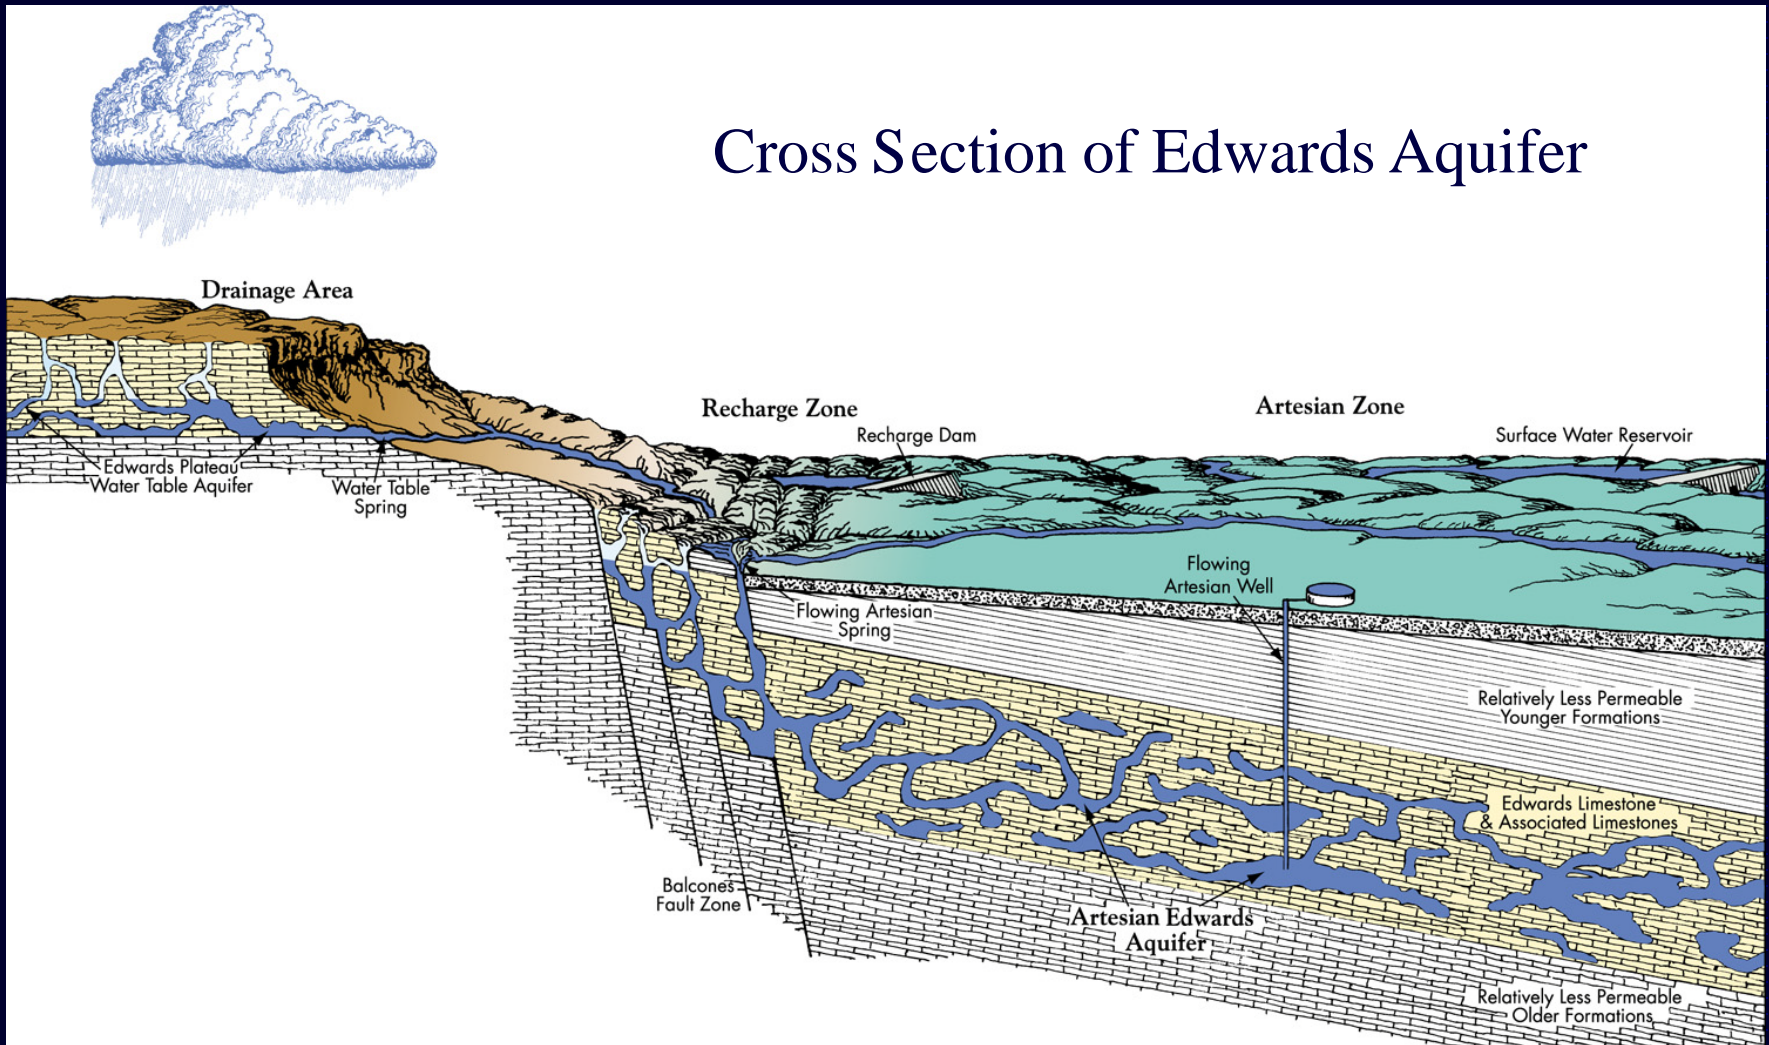 Cross Section of Edwards Aquifer
Drainage Area
Recharge Zone
Artesian Zone
Recharge Dam
Surface Water Reservoir
Edwards Plateau
Water Table Aquifer
Water Table
Spring
Flowing
Artesian Well
Flowing Artesian
Spring
Relatively Less Permeable
Younger Formations
Edwards Limestone
& Associated Limestones
Balcones
Fault Zone
Artesian Edwards
Aquifer
Relatively Less Permeable
Older Formations